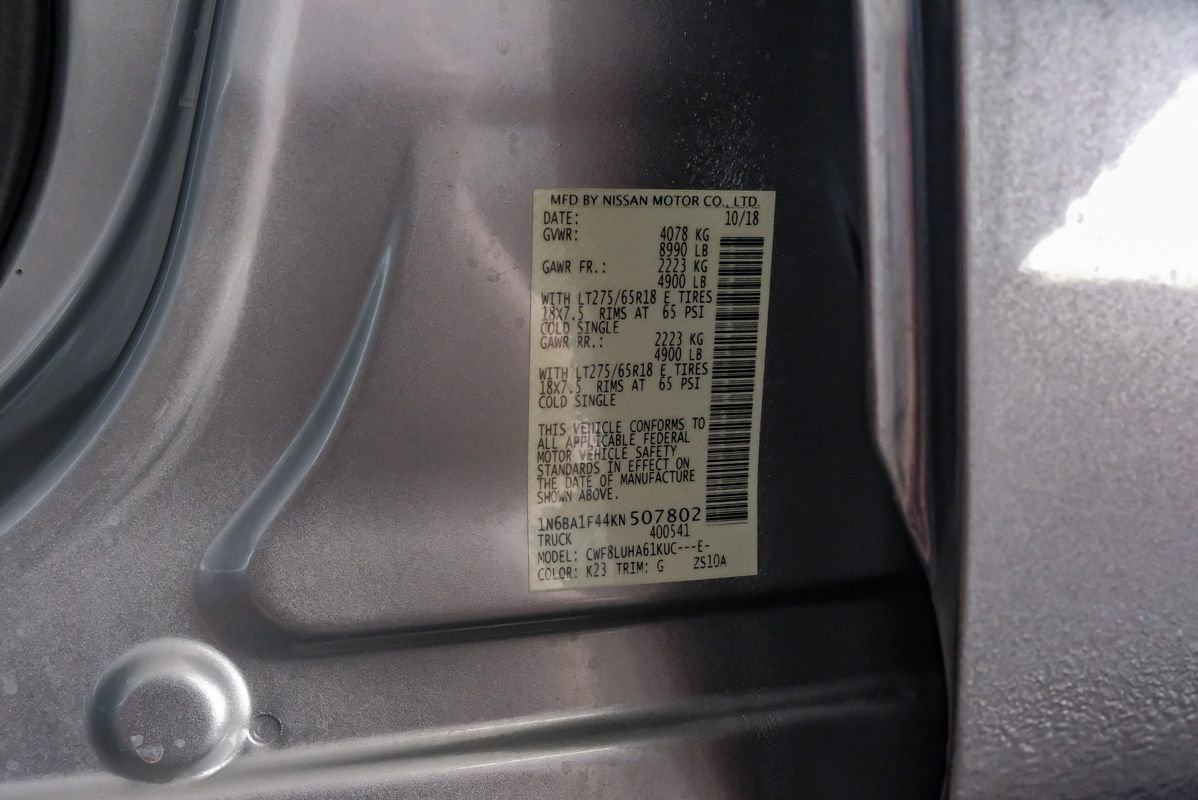 MFD BY NISSAN MOTOR CO., LTD.
DATE: 10/18
GVWR: 4078 KG
8990 LB
GAWR FR.: 2223 KG
4900 LB
WITH LT275/65R18 E TIRES
18X7.5 RIMS AT 65 PSI
COLD SINGLE
GAWR RR.: 2223 KG
4900 LB
WITH LT275/65R18 E TIRES
18X7.5 RIMS AT 65 PSI
COLD SINGLE
THIS VEHICLE CONFORMS TO
ALL APPLICABLE FEDERAL
MOTOR VEHICLE SAFETY
STANDARDS IN EFFECT ON
THE DATE OF MANUFACTURE
SHOWN ABOVE.
1N6BA1F44KN507802
TRUCK 400541
MODEL: CWF8LUHA61KUC---E-
COLOR: K23 TRIM: G ZS10A